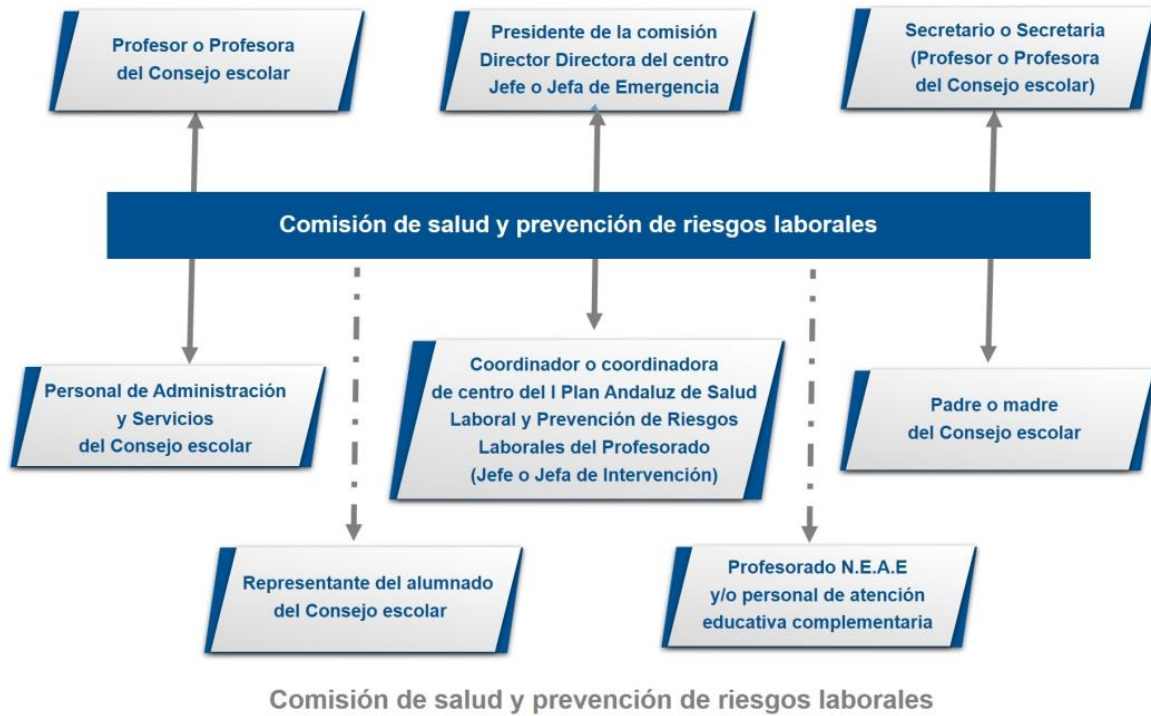 Profesor o Profesora
del Consejo escolar
Presidente de la comisión
Director Directora del centro
Jefe o Jefa de Emergencia
Secretario o Secretaria
(Profesor o Profesora
del Consejo escolar)
Comisión de salud y prevención de riesgos laborales
Personal de Administración
y Servicios
del Consejo escolar
Coordinador o coordinadora
de centro del I Plan Andaluz de Salud
Laboral y Prevención de Riesgos
Laborales del Profesorado
(Jefe o Jefa de Intervención)
Padre o madre
del Consejo escolar
Representante del alumnado
del Consejo escolar
Profesorado N.E.A.E
y/o personal de atención
educativa complementaria
Comisión de salud y prevención de riesgos laborales